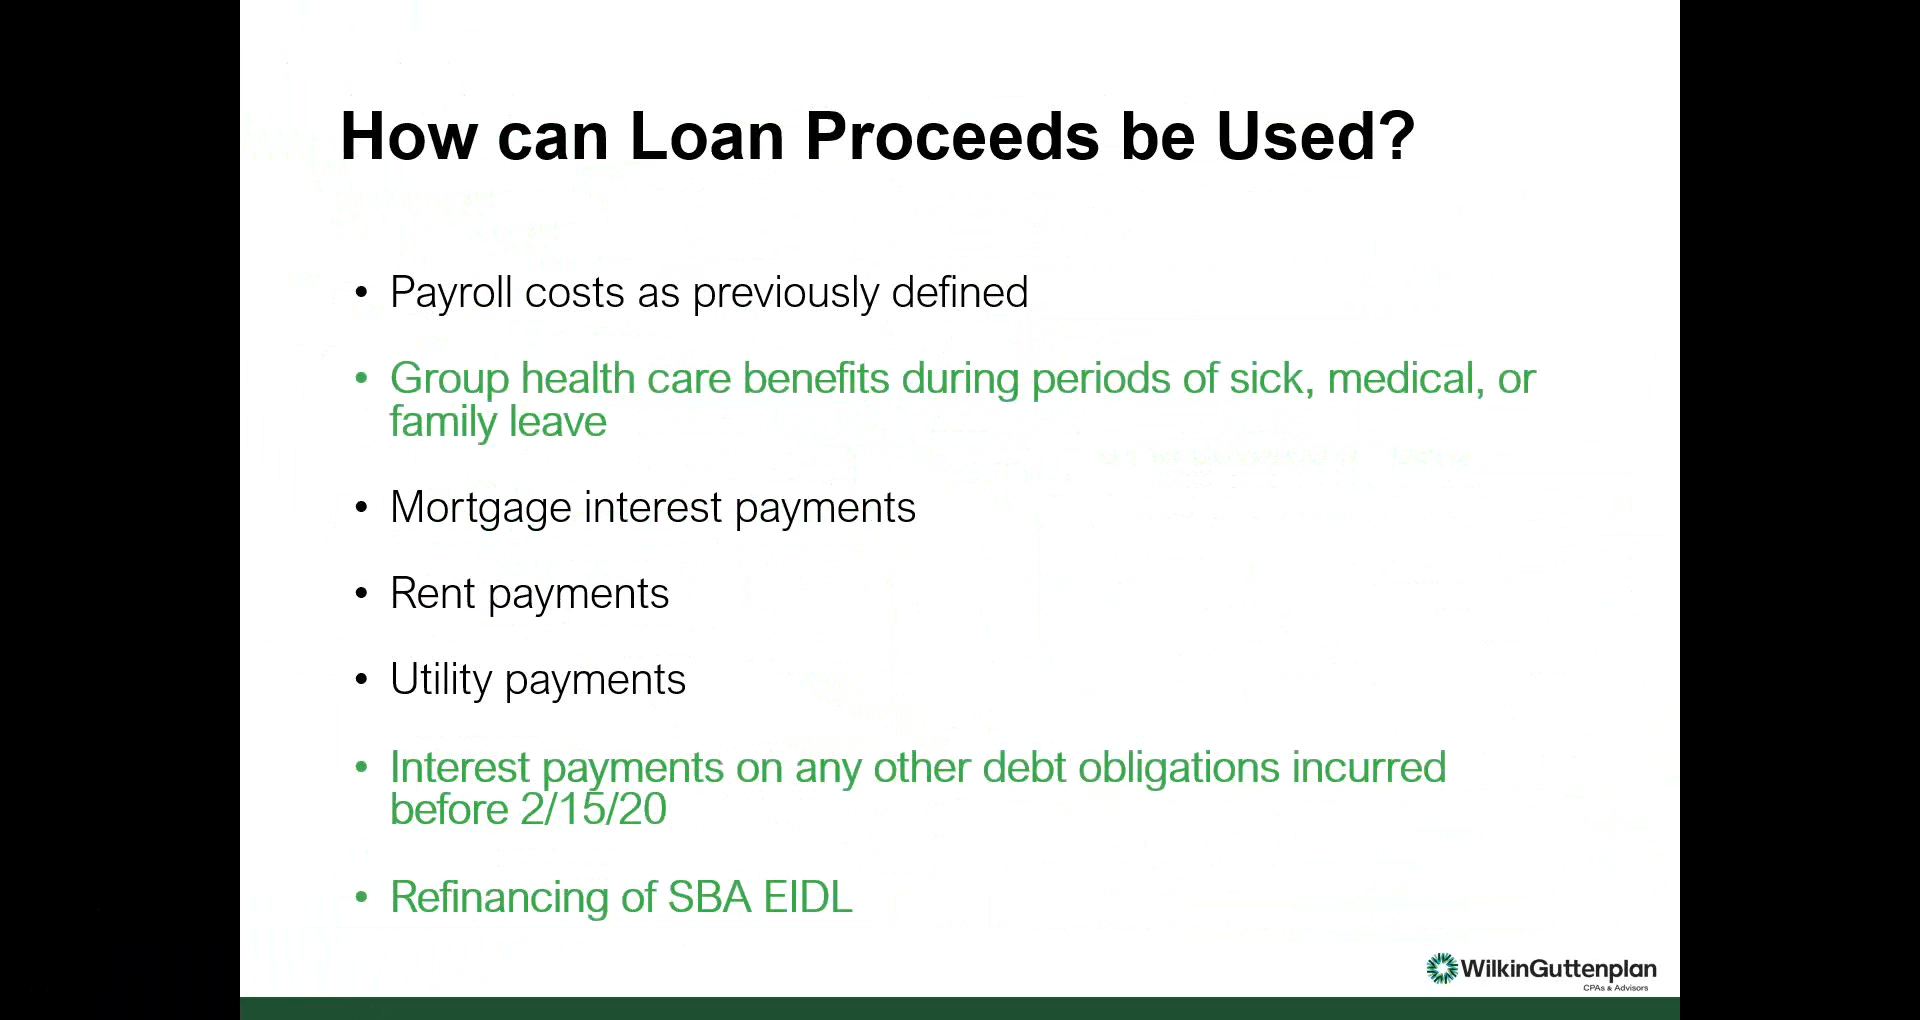 How can Loan Proceeds be Used?
• Payroll costs as previously defined
• Group health care benefits during periods of sick, medical, or
family leave
• Mortgage interest payments
• Rent payments
• Utility payments
• Interest payments on any other debt obligations incurred
before 2/15/20
• Refinancing of SBA EIDL
WilkinGuttenplan
CPAs & Advisors